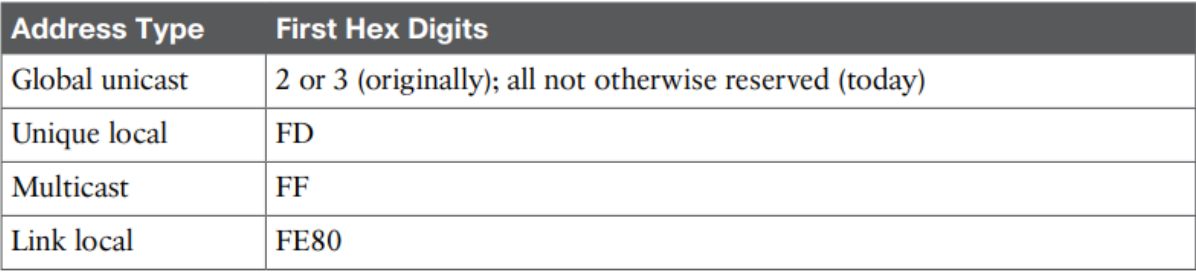 Address Type First Hex Digits
Global unicast 2 or 3 (originally); all not otherwise reserved (today)
Unique local FD
Multicast FF
Link local FE80